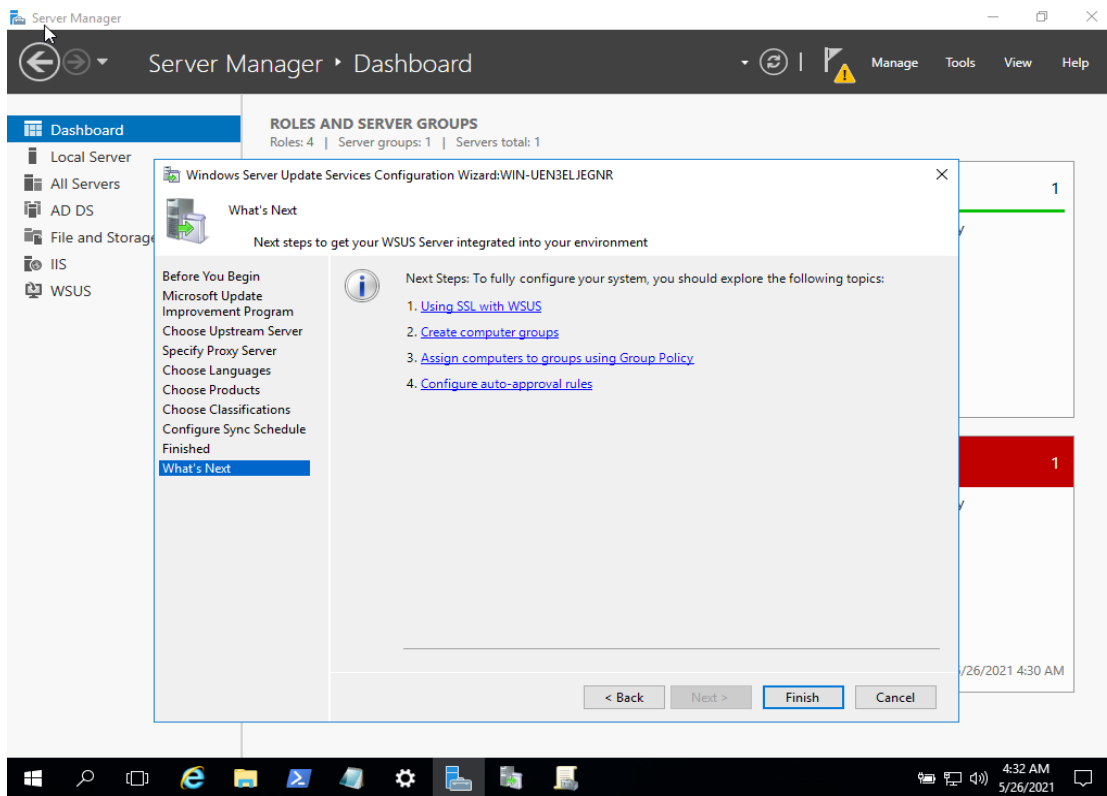 Server Manager
Server Manager ‣ Dashboard
Manage Tools View Help
Dashboard
Local Server
All Servers
AD DS
File and Storage
IIS
WSUS
ROLES AND SERVER GROUPS
Roles: 4 | Server groups: 1 | Servers total: 1
1
Windows Server Update Services Configuration Wizard:WIN-UEN3ELJEGNR
What's Next
Next steps to get your WSUS Server integrated into your environment
Before You Begin
Microsoft Update
Improvement Program
Choose Upstream Server
Specify Proxy Server
Choose Languages
Choose Products
Choose Classifications
Configure Sync Schedule
Finished
What's Next
Next Steps: To fully configure your system, you should explore the following topics:
1. Using SSL with WSUS
2. Create computer groups
3. Assign computers to groups using Group Policy
4. Configure auto-approval rules
< Back Next > Finish Cancel
1
/26/2021 4:30 AM
4:32 AM
5/26/2021